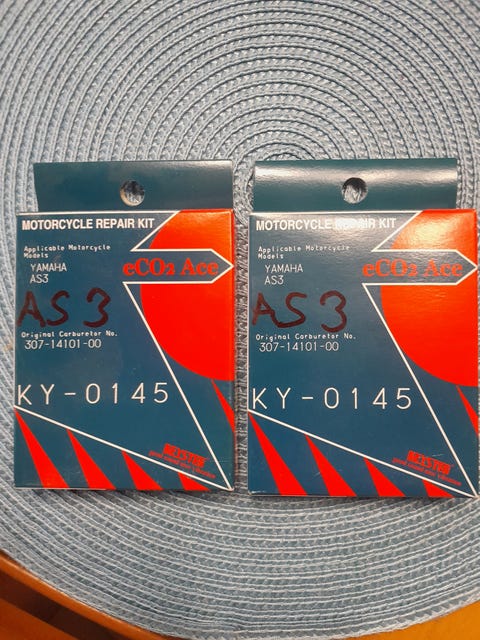 MOTORCYCLE REPAIR KIT
Applicable Motorcycle
Models
YAMAHA
AS3
eCO2 Ace
AS3
Original Carburetor No.
307-14101-00
KY-0145
KEYSTER
MOTORCYCLE REPAIR KIT
Applicable Motorcycle
Models
YAMAHA
AS3
eCO2 Ace
AS3
Original Carburetor No.
307-14101-00
KY-0145
KEYSTER